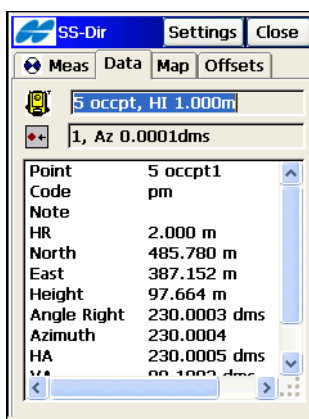 SS-Dir Settings Close
Meas Data Map Offsets
5 occpt, HI 1.000m
1, Az 0.0001dms
Point 5 occpt1
Code pm
Note
HR 2.000 m
North 485.780 m
East 387.152 m
Height 97.664 m
Angle Right 230.0003 dms
Azimuth 230.0004
HA 230.0005 dms